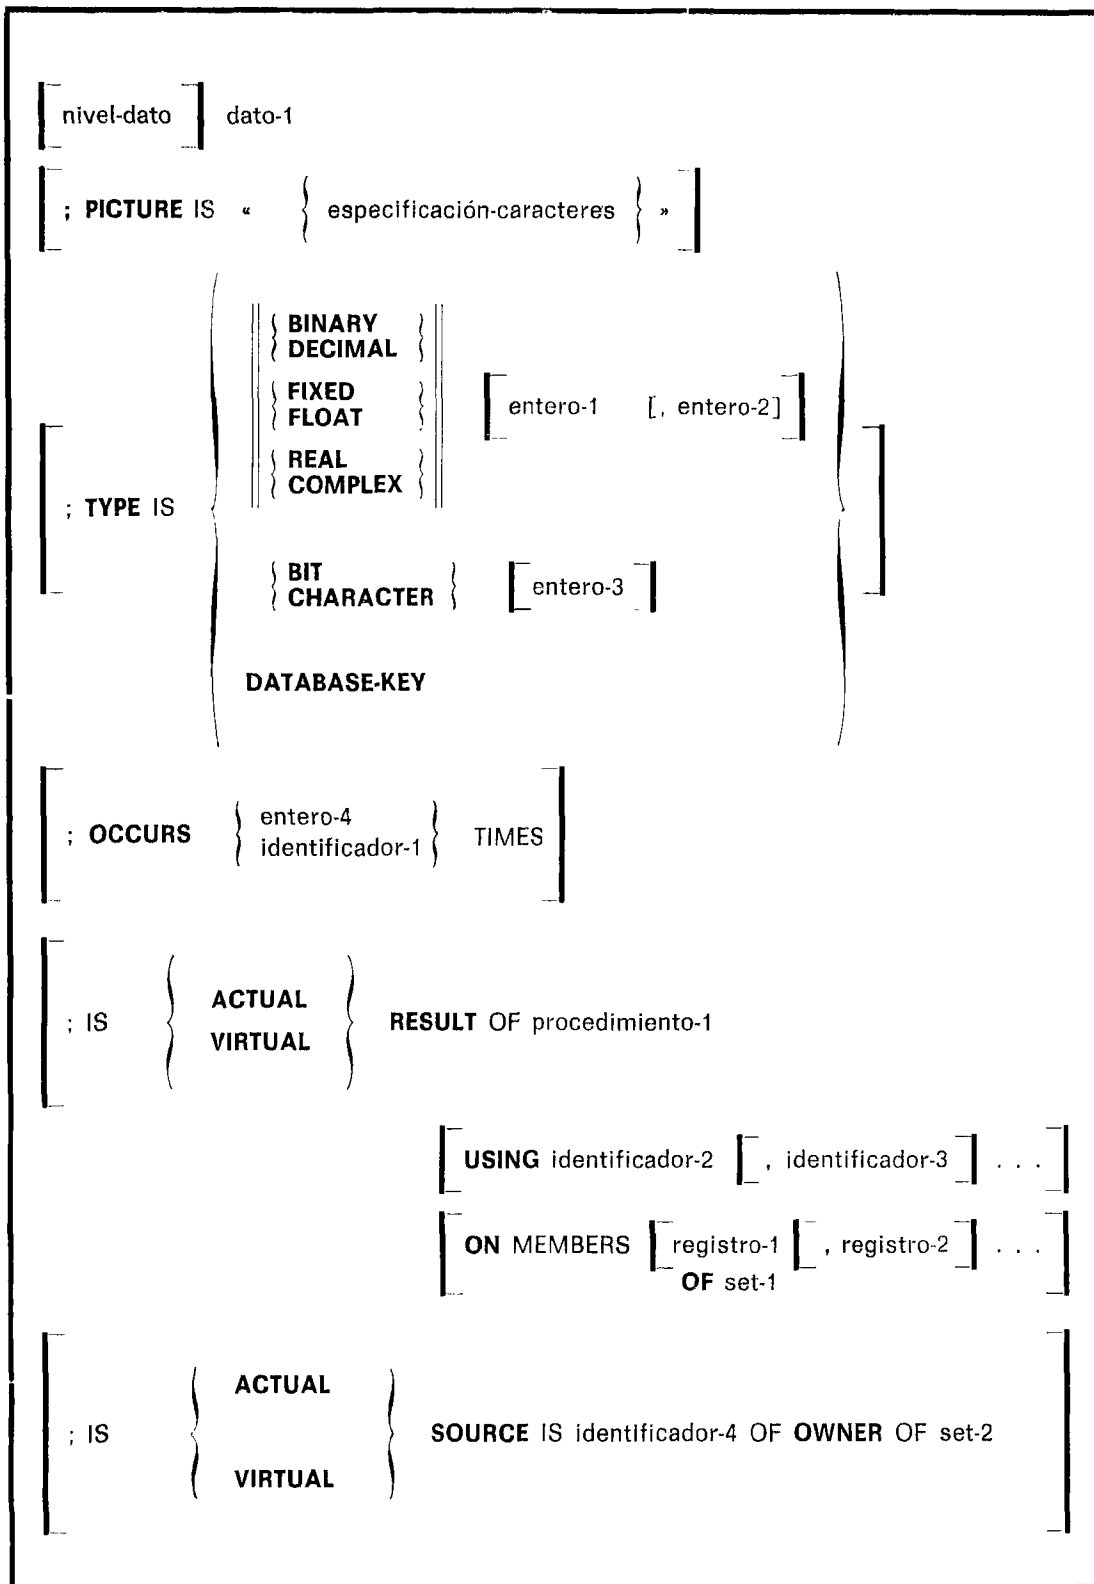 [nivel-dato] dato-1
[; PICTURE IS « { especificación-caracteres } »]
BINARY
DECIMAL
FIXED
FLOAT
[entero-1 [, entero-2]]
REAL
COMPLEX
; TYPE IS
BIT
CHARACTER
[entero-3]
DATABASE-KEY
entero-4
; OCCURS
TIMES
identificador-1
ACTUAL
; IS
RESULT OF procedimiento-1
VIRTUAL
[USING identificador-2 [, identificador-3] . . .]
[ON MEMBERS [registro-1 [, registro-2] . . .]
OF set-1
ACTUAL
; IS
SOURCE IS identificador-4 OF OWNER OF set-2
VIRTUAL